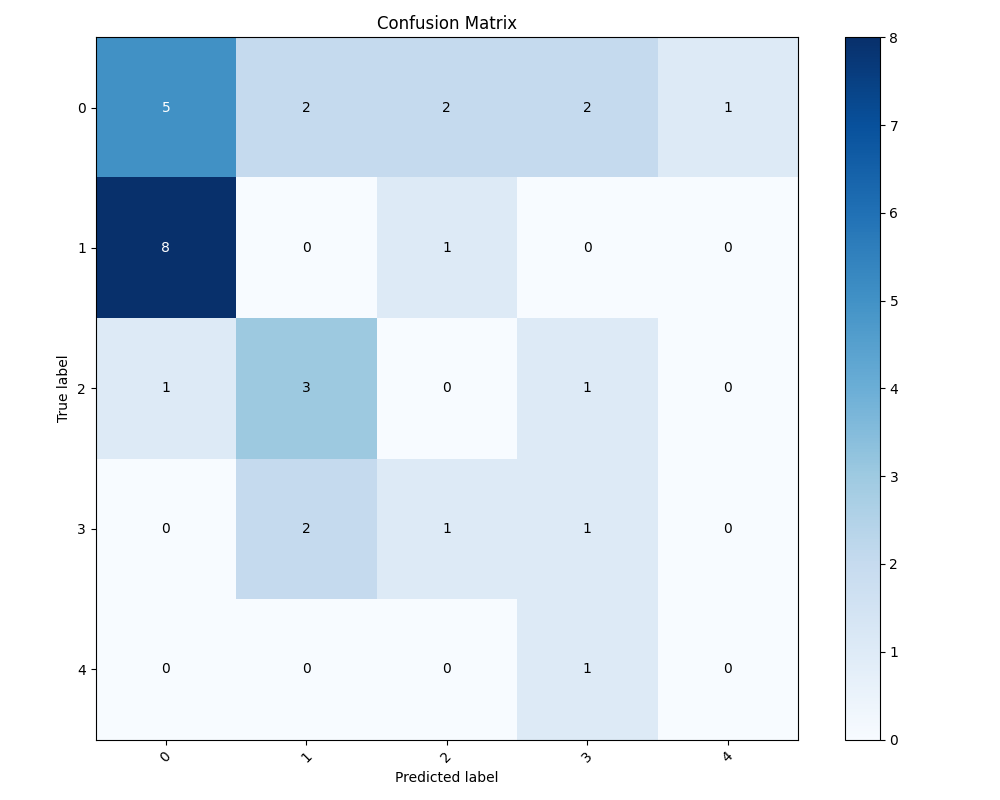 Confusion Matrix
0 5 2 2 2 1
1 8 0 1 0 0
2 1 3 0 1 0
3 0 2 1 1 0
4 0 0 0 1 0
0 1 2 3 4
True label
Predicted label
8
7
6
5
4
3
2
1
0